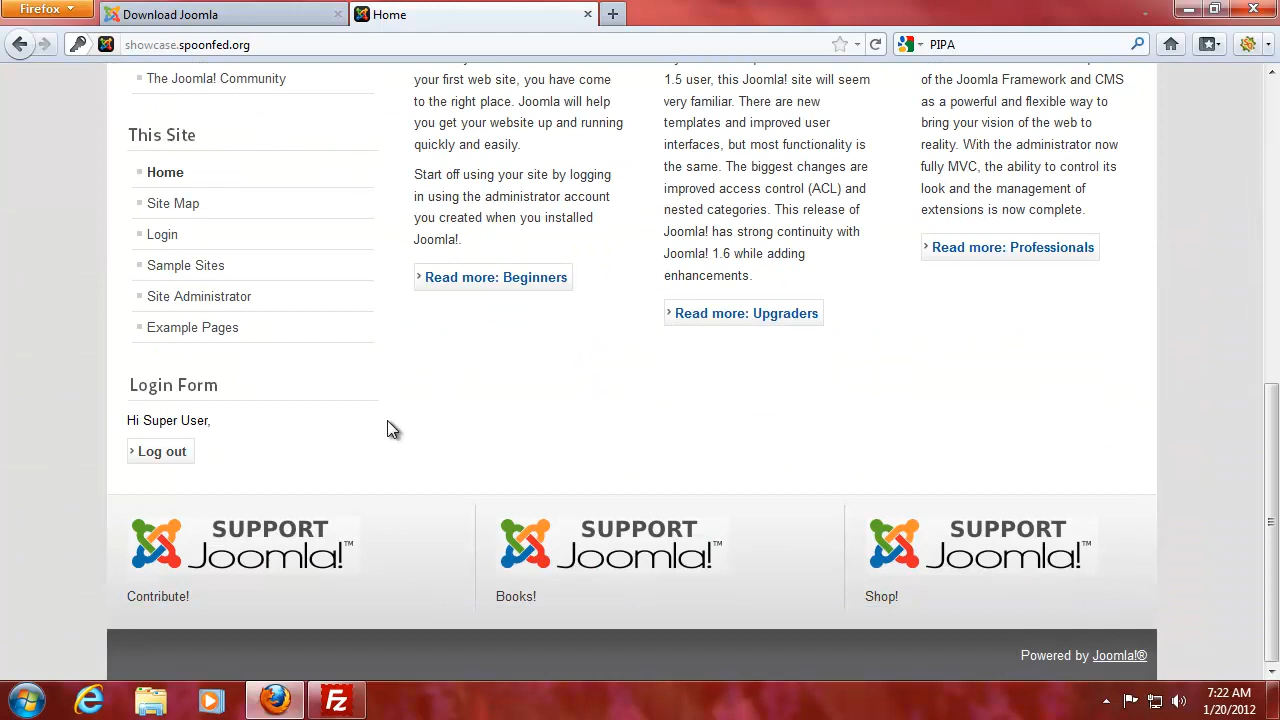 Firefox
Download Joomla
Home
showcase.spoonfed.org
PIPA
The Joomla! Community
This Site
Home
Site Map
Login
Sample Sites
Site Administrator
Example Pages
Login Form
Hi Super User,
Log out
your first web site, you have come
to the right place. Joomla will help
you get your website up and running
quickly and easily.
Start off using your site by logging
in using the administrator account
you created when you installed
Joomla!.
Read more: Beginners
1.5 user, this Joomla! site will seem
very familiar. There are new
templates and improved user
interfaces, but most functionality is
the same. The biggest changes are
improved access control (ACL) and
nested categories. This release of
Joomla! has strong continuity with
Joomla! 1.6 while adding
enhancements.
Read more: Upgraders
of the Joomla Framework and CMS
as a powerful and flexible way to
bring your vision of the web to
reality. With the administrator now
fully MVC, the ability to control its
look and the management of
extensions is now complete.
Read more: Professionals
SUPPORT
Joomla!™
Contribute!
SUPPORT
Joomla!™
Books!
SUPPORT
Joomla!™
Shop!
Powered by Joomla!®
Fz
7:22 AM
1/20/2012